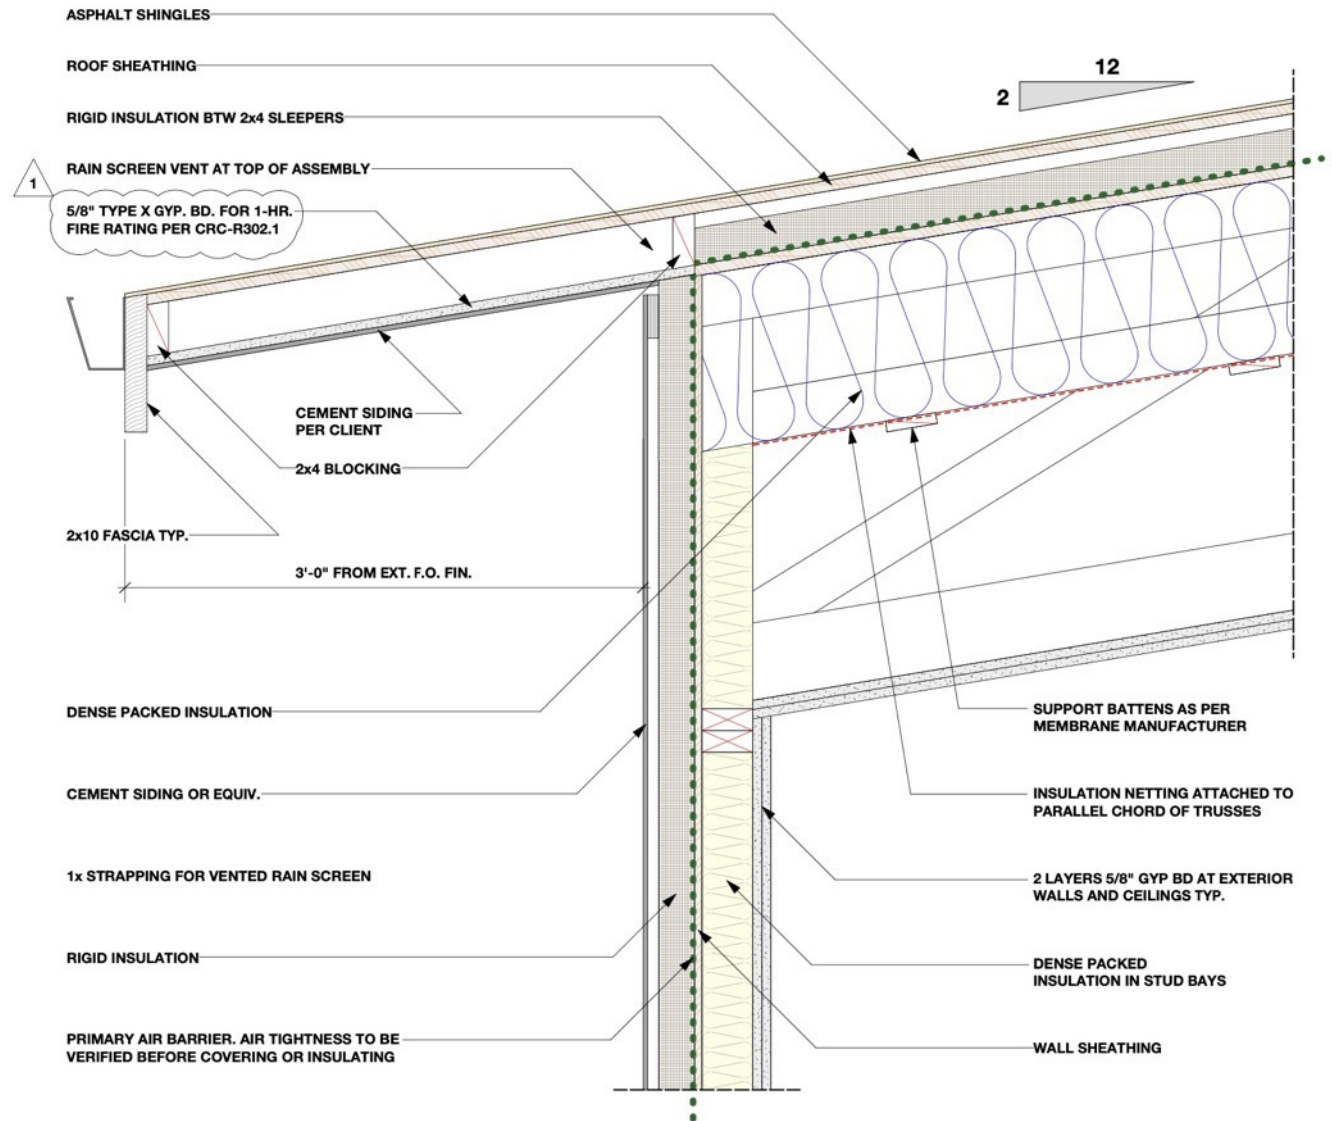 ASPHALT SHINGLES
ROOF SHEATHING
RIGID INSULATION BTW 2x4 SLEEPERS
RAIN SCREEN VENT AT TOP OF ASSEMBLY
1
5/8" TYPE X GYP. BD. FOR 1-HR.
FIRE RATING PER CRC-R302.1
12
2
CEMENT SIDING
PER CLIENT
2x4 BLOCKING
2x10 FASCIA TYP.
3'-0" FROM EXT. F.O. FIN.
DENSE PACKED INSULATION
CEMENT SIDING OR EQUIV.
1x STRAPPING FOR VENTED RAIN SCREEN
RIGID INSULATION
PRIMARY AIR BARRIER. AIR TIGHTNESS TO BE
VERIFIED BEFORE COVERING OR INSULATING
SUPPORT BATTENS AS PER
MEMBRANE MANUFACTURER
INSULATION NETTING ATTACHED TO
PARALLEL CHORD OF TRUSSES
2 LAYERS 5/8" GYP BD AT EXTERIOR
WALLS AND CEILINGS TYP.
DENSE PACKED
INSULATION IN STUD BAYS
WALL SHEATHING